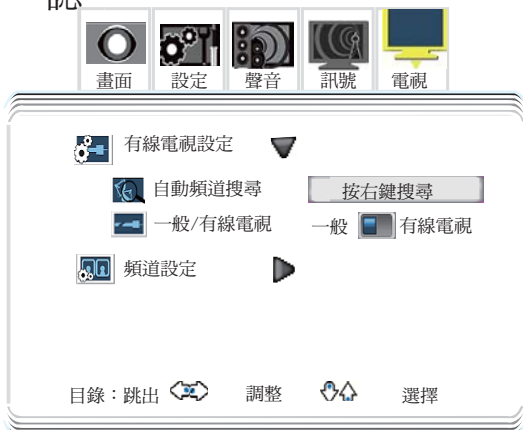 畫面 設定 聲音 訊號 電視
有線電視設定
自動頻道搜尋 按右鍵搜尋
一般/有線電視 一般 有線電視
頻道設定
目錄：跳出 調整 選擇